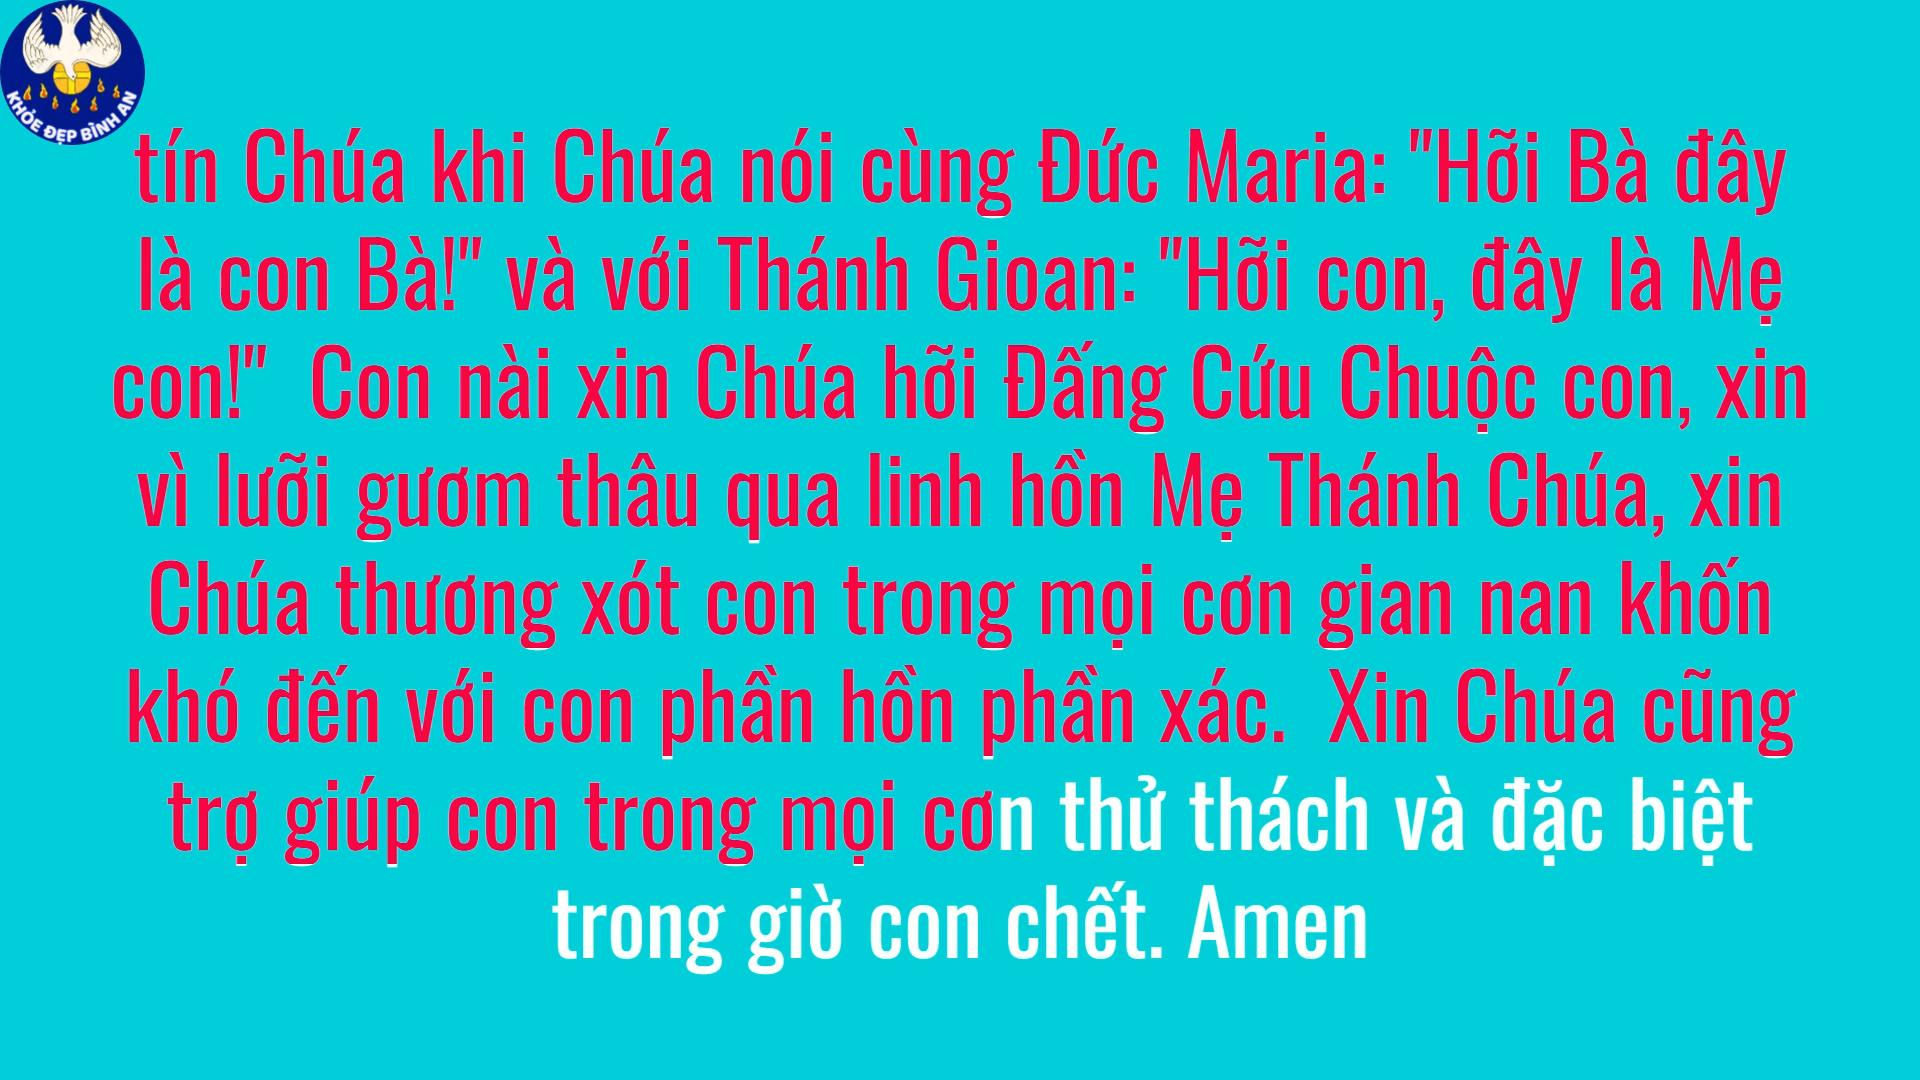 KHỎE ĐẸP BÌNH AN
tín Chúa khi Chúa nói cùng Đức Maria: "Hỡi Bà đây
là con Bà!" và với Thánh Gioan: "Hỡi con, đây là Mẹ
con!"  Con nài xin Chúa hỡi Đấng Cứu Chuộc con, xin
vì lưỡi gươm thâu qua linh hồn Mẹ Thánh Chúa, xin
Chúa thương xót con trong mọi cơn gian nan khốn
khó đến với con phần hồn phần xác.  Xin Chúa cũng
trợ giúp con trong mọi cơn thử thách và đặc biệt
trong giờ con chết. Amen